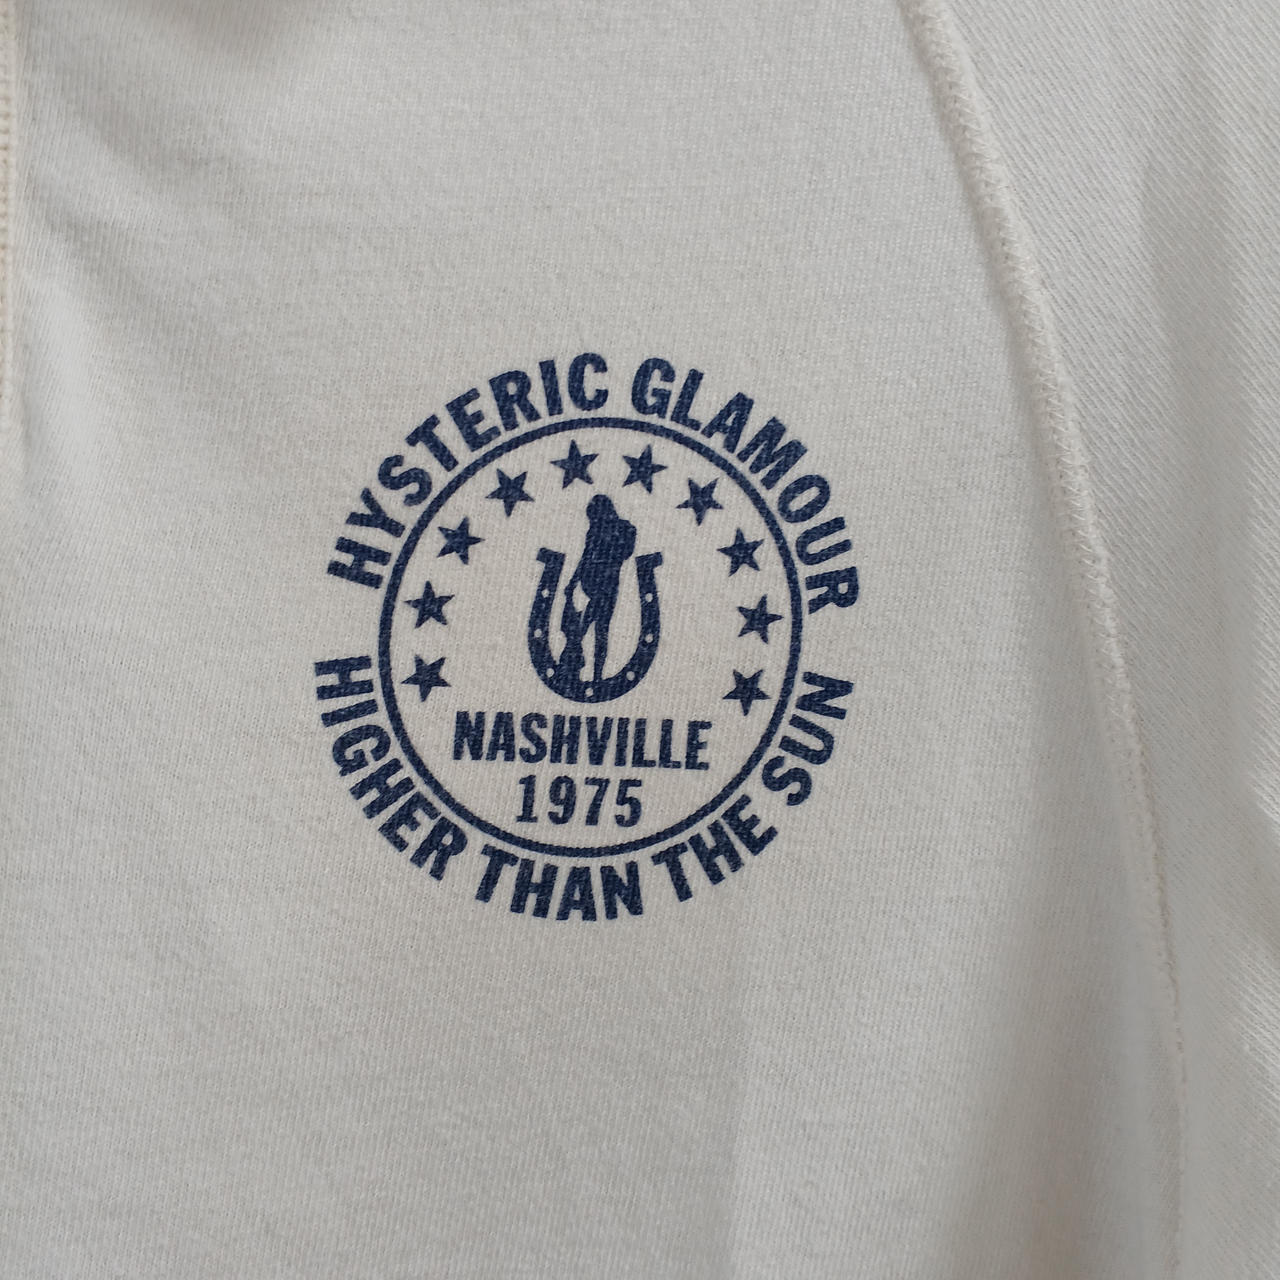 HYSTERIC GLAMOUR
NASHVILLE
1975
HIGHER THAN THE SUN